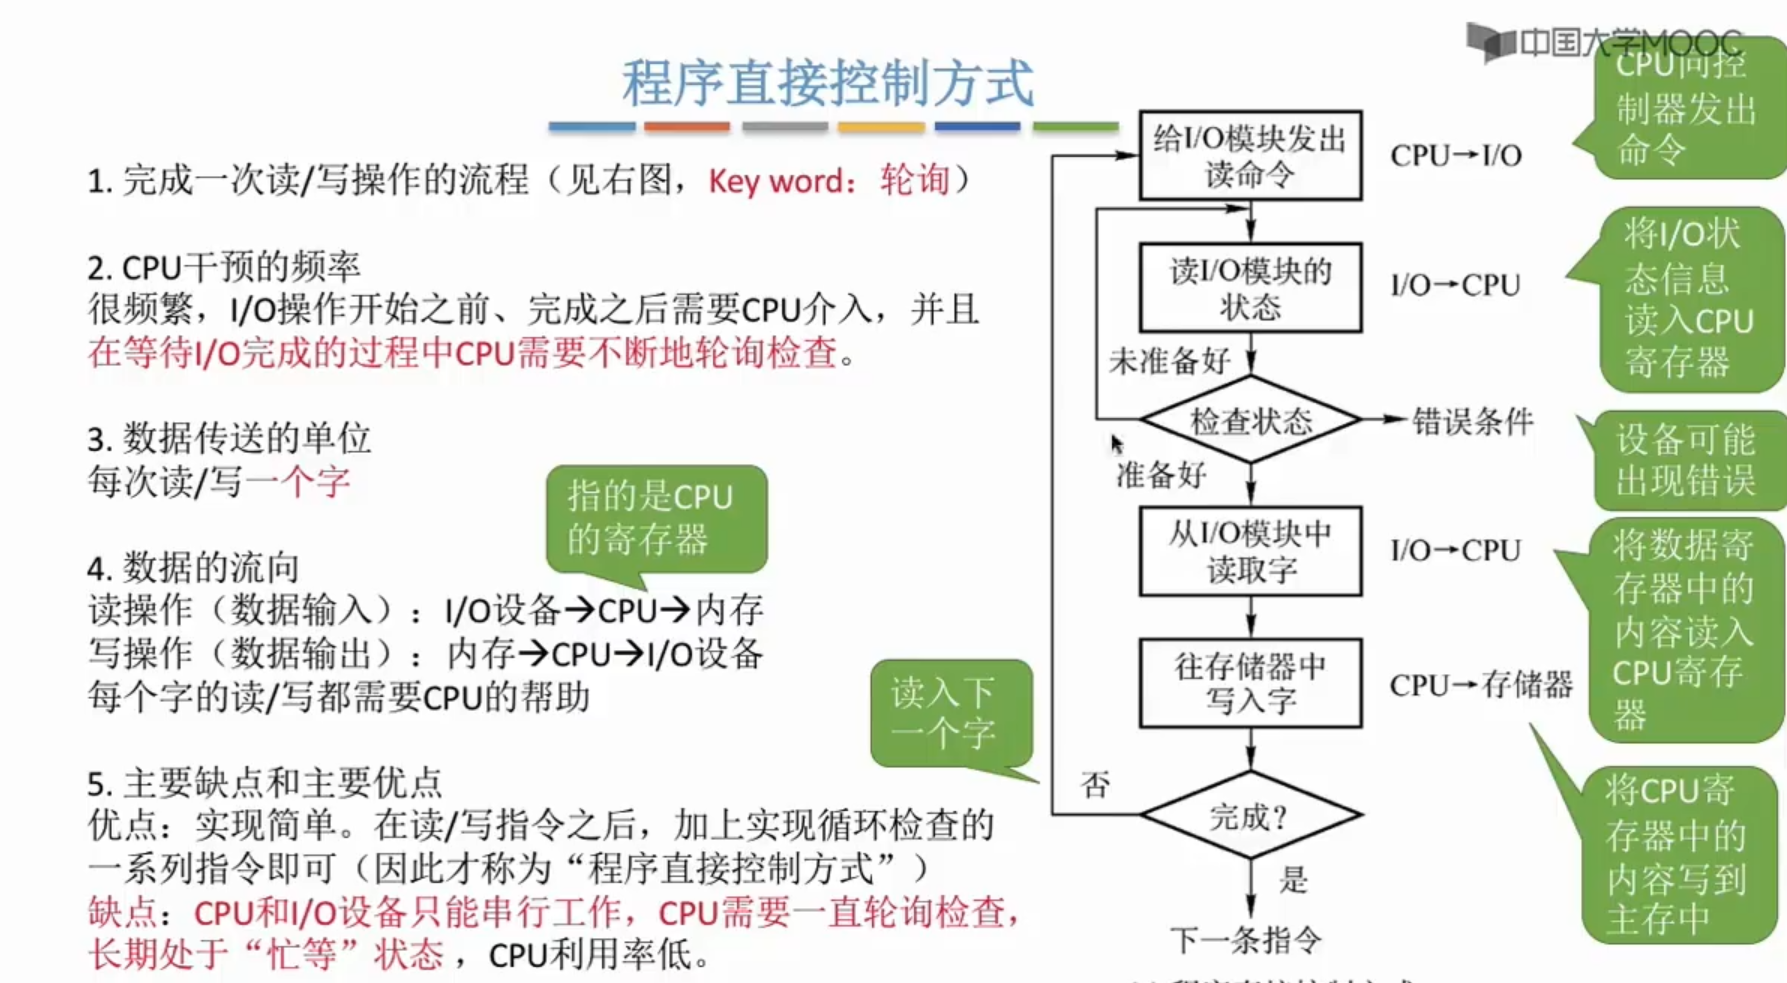 中国大学MOOC
程序直接控制方式
1. 完成一次读/写操作的流程（见右图，Key word：轮询）
2. CPU干预的频率
很频繁，I/O操作开始之前、完成之后需要CPU介入，并且
在等待I/O完成的过程中CPU需要不断地轮询检查。
3. 数据传送的单位
每次读/写一个字
指的是CPU
的寄存器
4. 数据的流向
读操作（数据输入）：I/O设备→CPU→内存
写操作（数据输出）：内存→CPU→I/O设备
每个字的读/写都需要CPU的帮助
5. 主要缺点和主要优点
优点：实现简单。在读/写指令之后，加上实现循环检查的
一系列指令即可（因此才称为“程序直接控制方式”）
缺点：CPU和I/O设备只能串行工作，CPU需要一直轮询检查，
长期处于“忙等”状态，CPU利用率低。
给I/O模块发出
读命令
CPU→I/O
CPU向控
制器发出
命令
读I/O模块的
状态
I/O→CPU
将I/O状
态信息
读入CPU
寄存器
未准备好
检查状态
错误条件
设备可能
出现错误
准备好
从I/O模块中
读取字
I/O→CPU
将数据寄
存器中的
内容读入
CPU寄存
器
往存储器中
写入字
CPU→存储器
将CPU寄
存器中的
内容写到
主存中
读入下
一个字
否
完成?
是
下一条指令